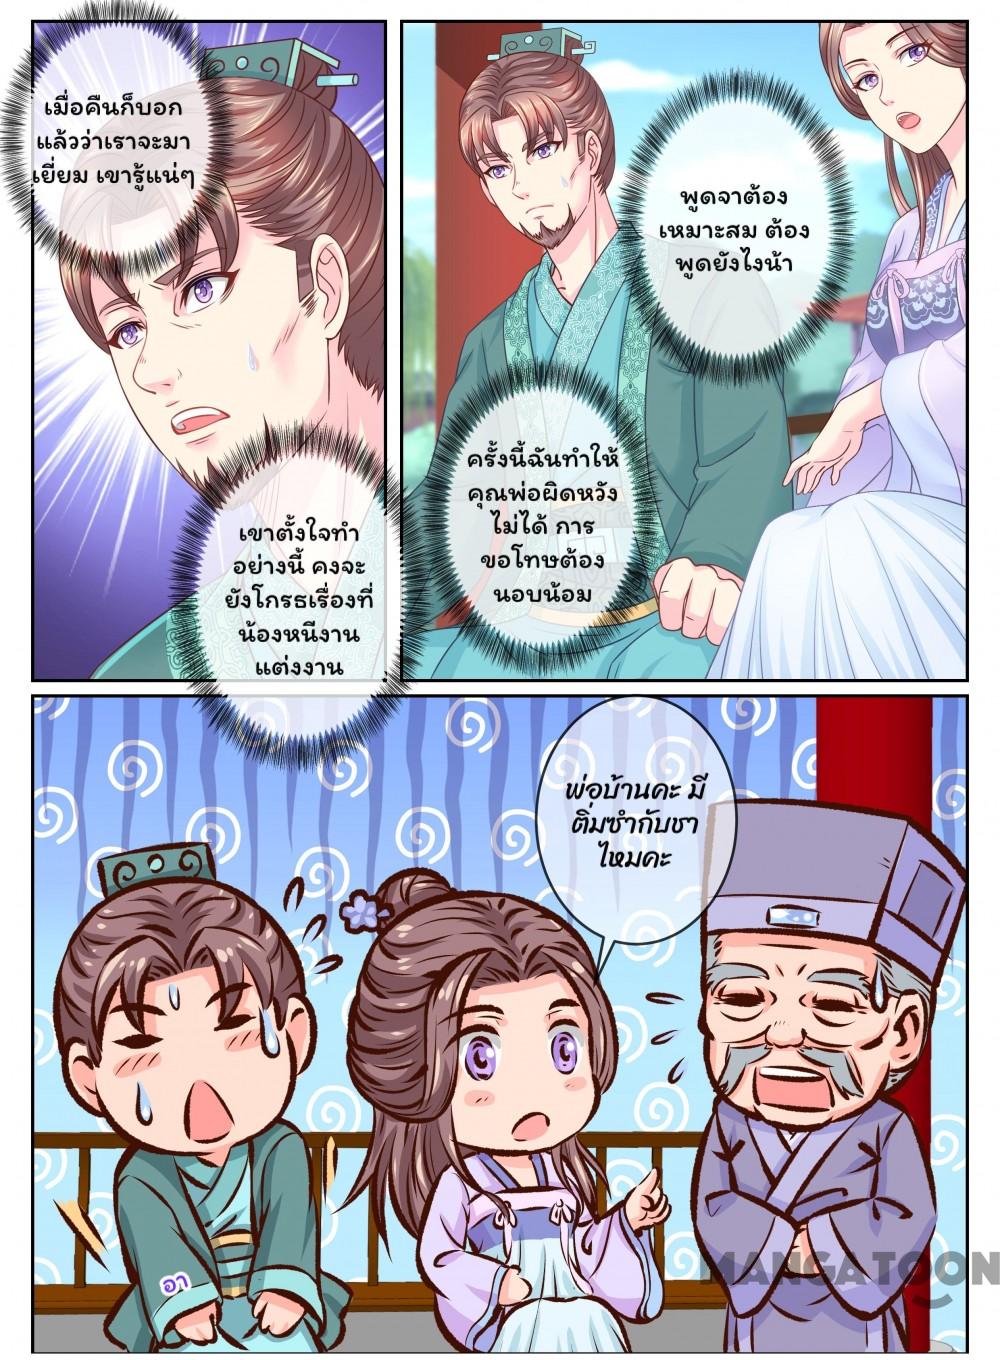 เมื่อคืนก็บอก
แล้วว่าเราจะมา
เยี่ยม เขารู้แน่ๆ
เขาตั้งใจทำ
อย่างนี้ คงจะ
ยังโกรธเรื่องที่
น้องหนีงาน
แต่งงาน
พูดจาต้อง
เหมาะสม ต้อง
พูดยังไงน้า
ครั้งนี้ฉันทำให้
คุณพ่อผิดหวัง
ไม่ได้ การ
ขอโทษต้อง
นอบน้อม
พ่อบ้านคะ มี
ติ่มซำกับชา
ไหมคะ
อา
MANGATOON